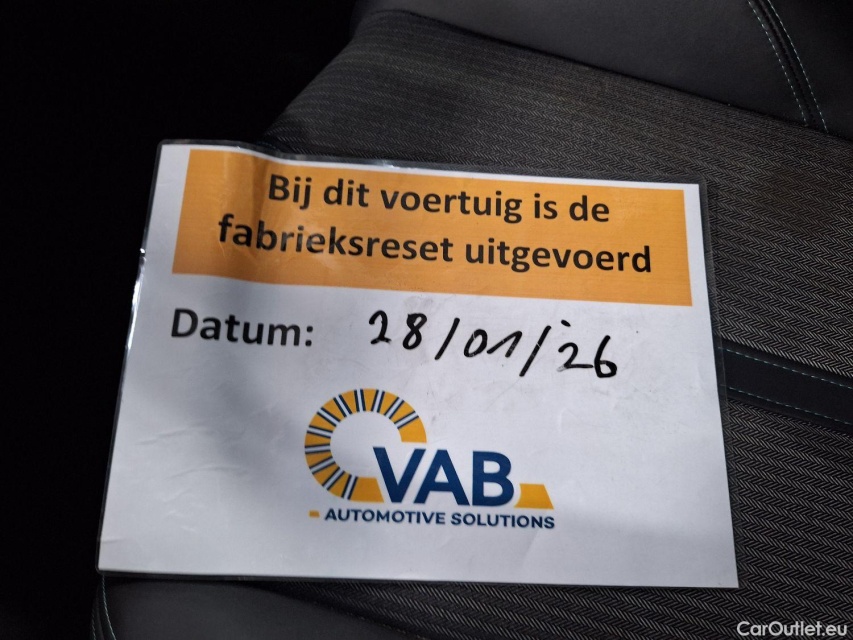 Bij dit voertuig is de
fabrieksreset uitgevoerd
Datum: 28/01/26
VAB
AUTOMOTIVE SOLUTIONS
CarOutlet.eu